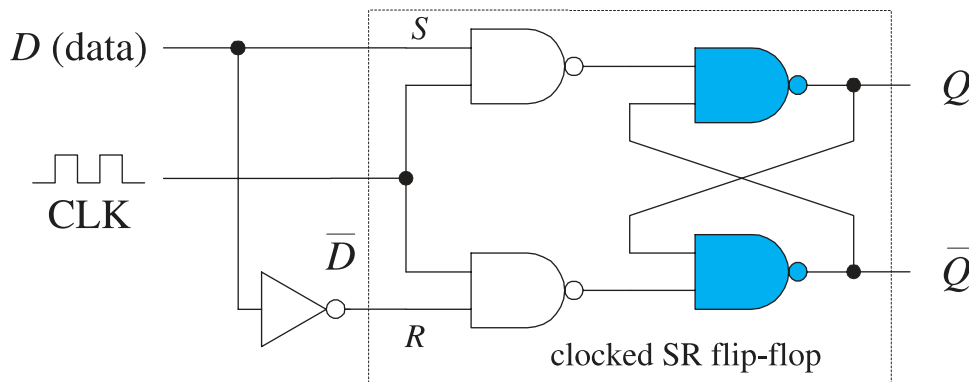 D (data)
S
Q
CLK
D̅
Q̅
R
clocked SR flip-flop